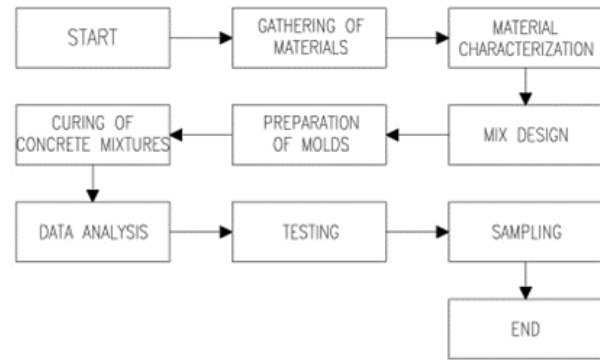 START
GATHERING OF
MATERIALS
MATERIAL
CHARACTERIZATION
CURING OF
CONCRETE MIXTURES
PREPARATION
OF MOLDS
MIX DESIGN
DATA ANALYSIS
TESTING
SAMPLING
END